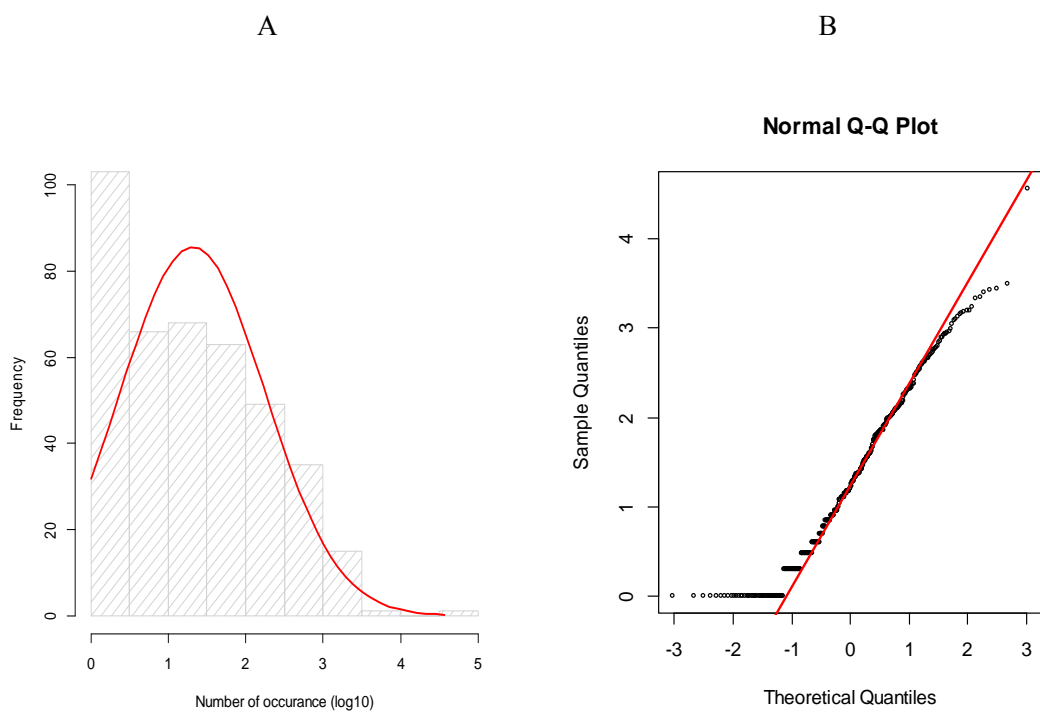 A
B
Normal Q-Q Plot
Frequency
0 20 40 60 80 100
0 1 2 3 4 5
Number of occurance (log10)
Sample Quantiles
0 1 2 3 4
-3 -2 -1 0 1 2 3
Theoretical Quantiles